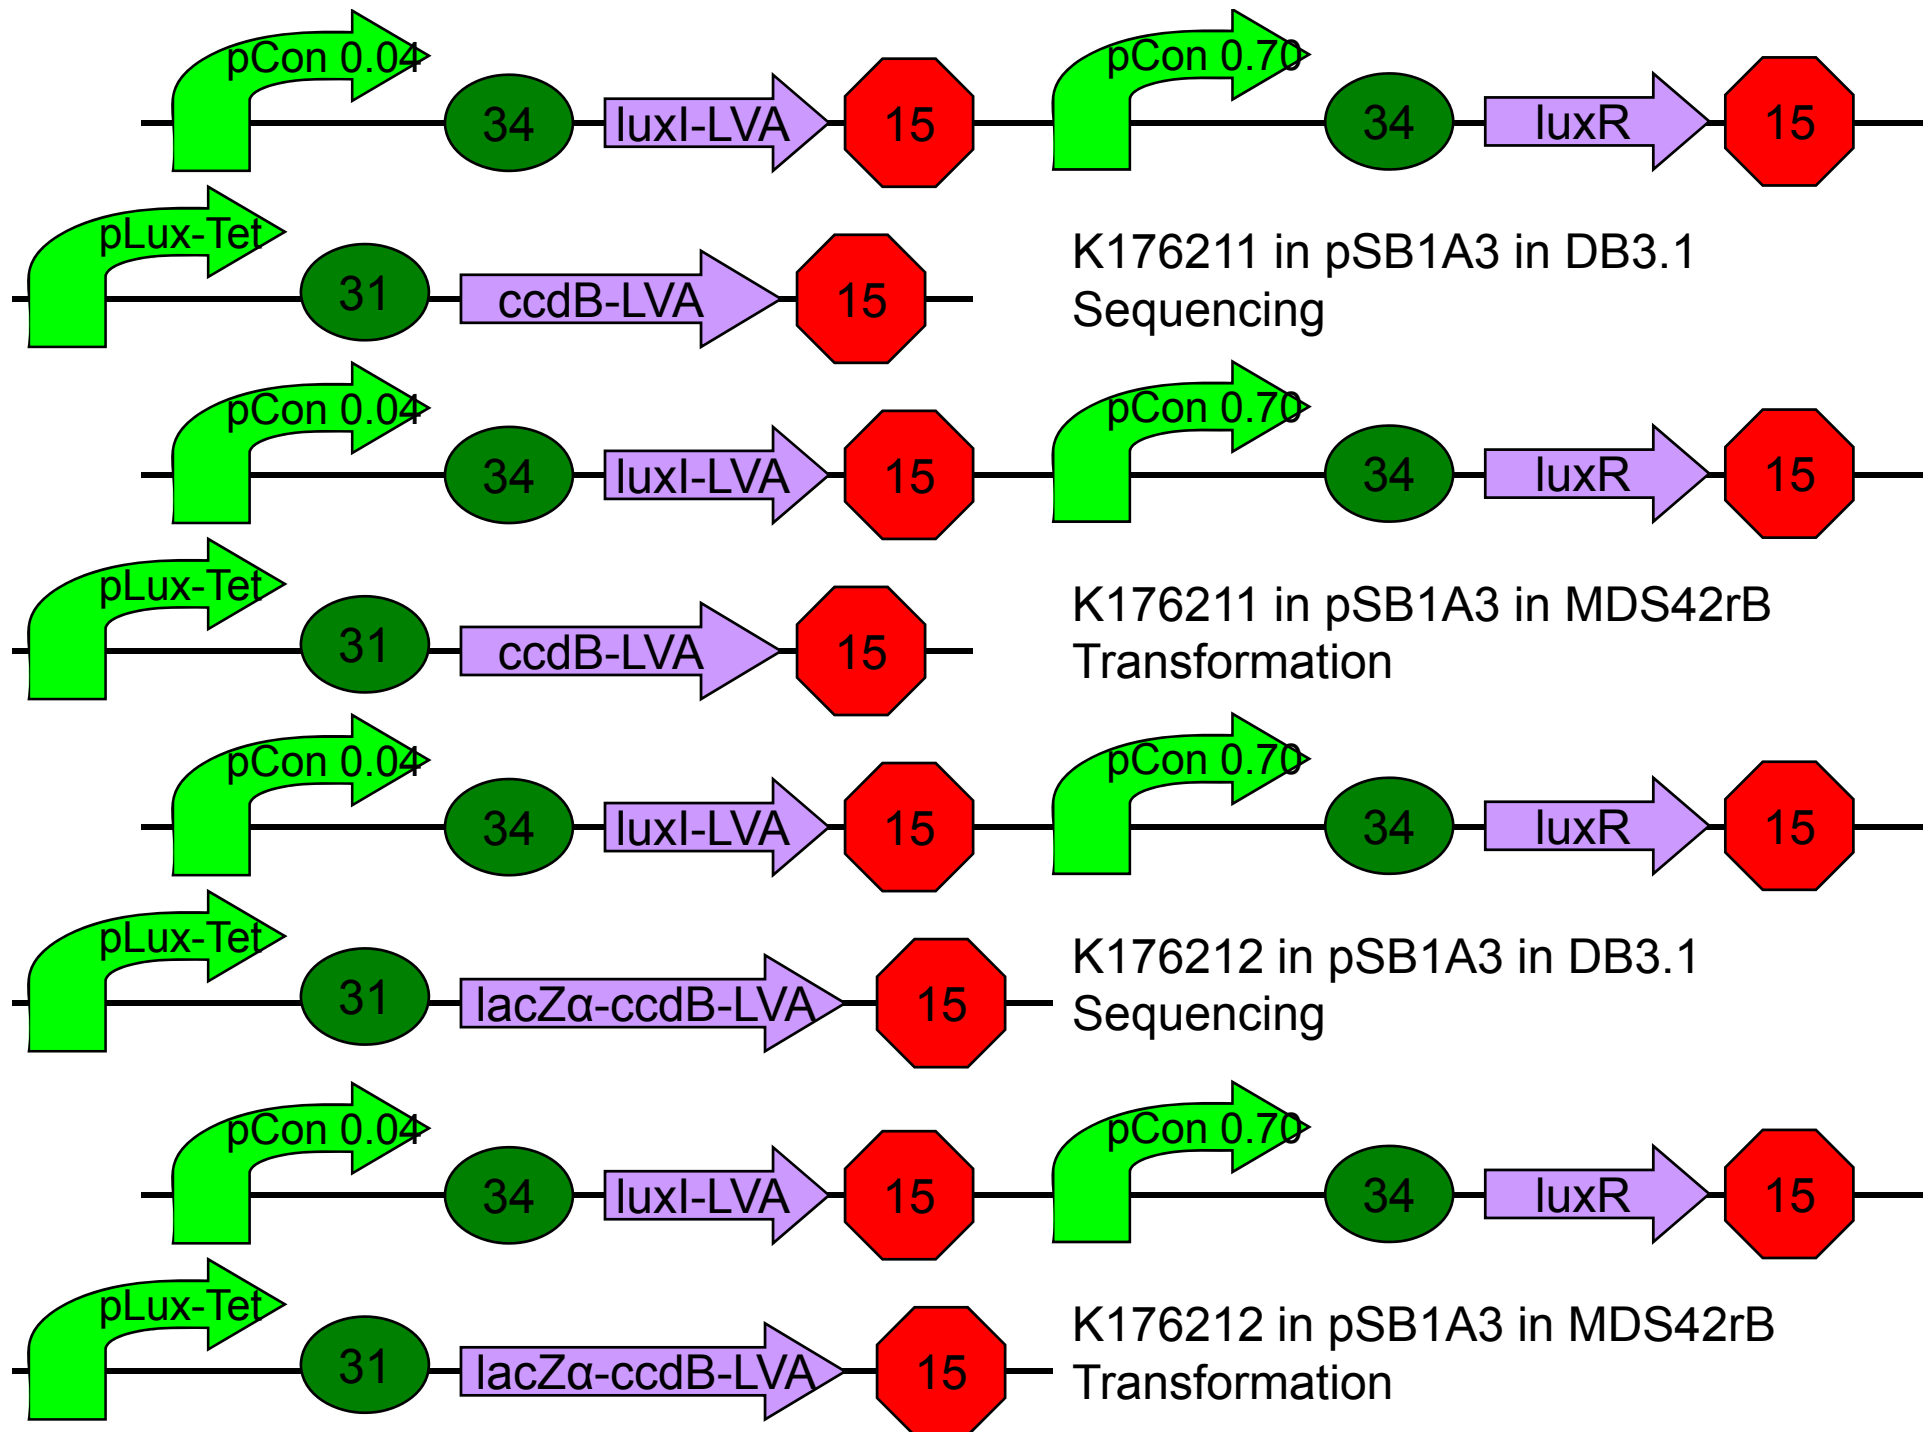 pCon 0.04 34 luxI-LVA 15 pCon 0.70 34 luxR 15
pLux-Tet 31 ccdB-LVA 15
K176211 in pSB1A3 in DB3.1
Sequencing
pCon 0.04 34 luxI-LVA 15 pCon 0.70 34 luxR 15
pLux-Tet 31 ccdB-LVA 15
K176211 in pSB1A3 in MDS42rB
Transformation
pCon 0.04 34 luxI-LVA 15 pCon 0.70 34 luxR 15
pLux-Tet 31 lacZα-ccdB-LVA 15
K176212 in pSB1A3 in DB3.1
Sequencing
pCon 0.04 34 luxI-LVA 15 pCon 0.70 34 luxR 15
pLux-Tet 31 lacZα-ccdB-LVA 15
K176212 in pSB1A3 in MDS42rB
Transformation